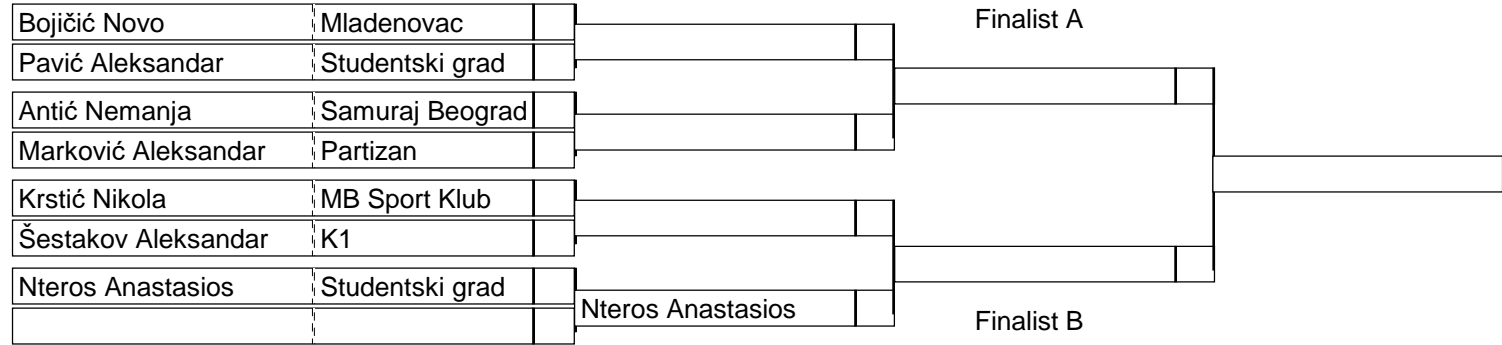 Bojičić Novo Mladenovac
Finalist A
Pavić Aleksandar Studentski grad
Antić Nemanja Samuraj Beograd
Marković Aleksandar Partizan
Krstić Nikola MB Sport Klub
Šestakov Aleksandar K1
Nteros Anastasios Studentski grad
Nteros Anastasios
Finalist B